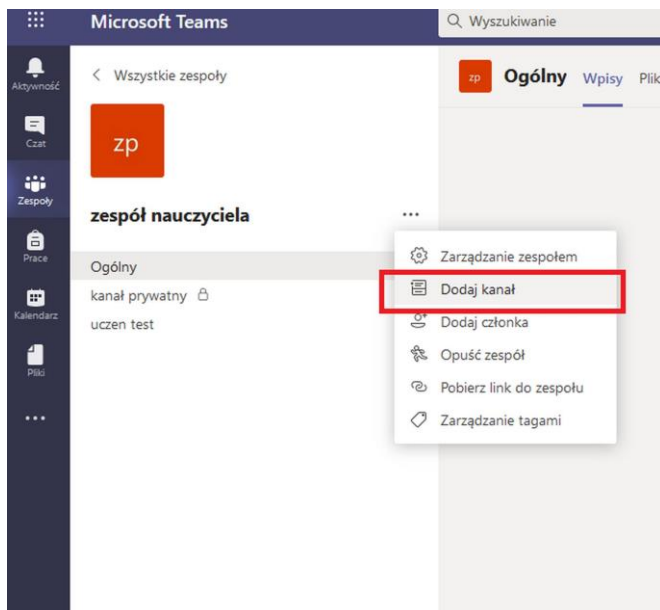 Microsoft Teams
Wyszukiwanie
Aktywność
Czat
Zespoły
Prace
Kalendarz
Pliki
Wszystkie zespoły
zp
zespół nauczyciela
Ogólny
kanał prywatny
uczen test
zp Ogólny Wpisy Plik
Zarządzanie zespołem
Dodaj kanał
Dodaj członka
Opuść zespół
Pobierz link do zespołu
Zarządzanie tagami